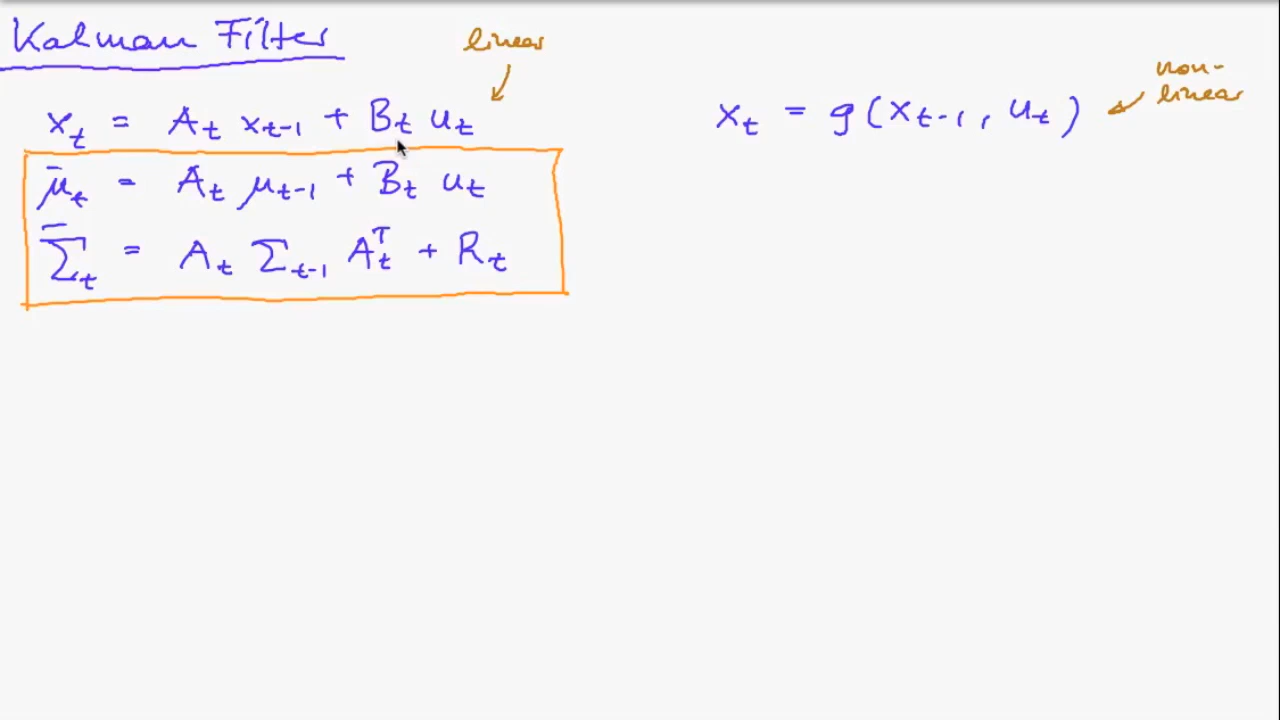 Kalman Filter
linear
x_t = A_t x_{t-1} + B_t u_t
μ̄_t = A_t μ_{t-1} + B_t u_t
Σ̄_t = A_t Σ_{t-1} A_t^T + R_t
non-
linear
x_t = g(x_{t-1}, u_t)